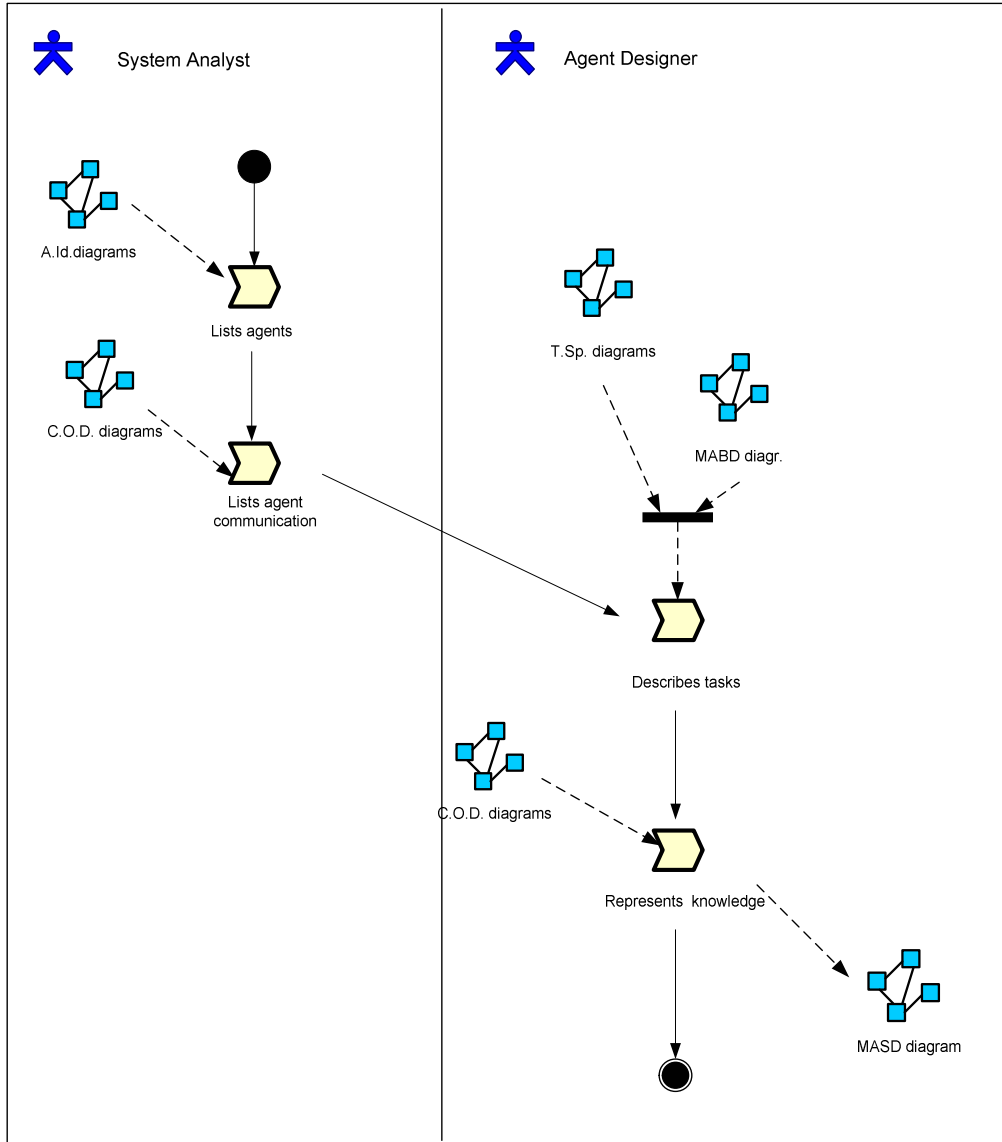 System Analyst
Agent Designer
A.Id.diagrams
Lists agents
T.Sp. diagrams
C.O.D. diagrams
MABD diagr.
Lists agent
communication
Describes tasks
C.O.D. diagrams
Represents  knowledge
MASD diagram